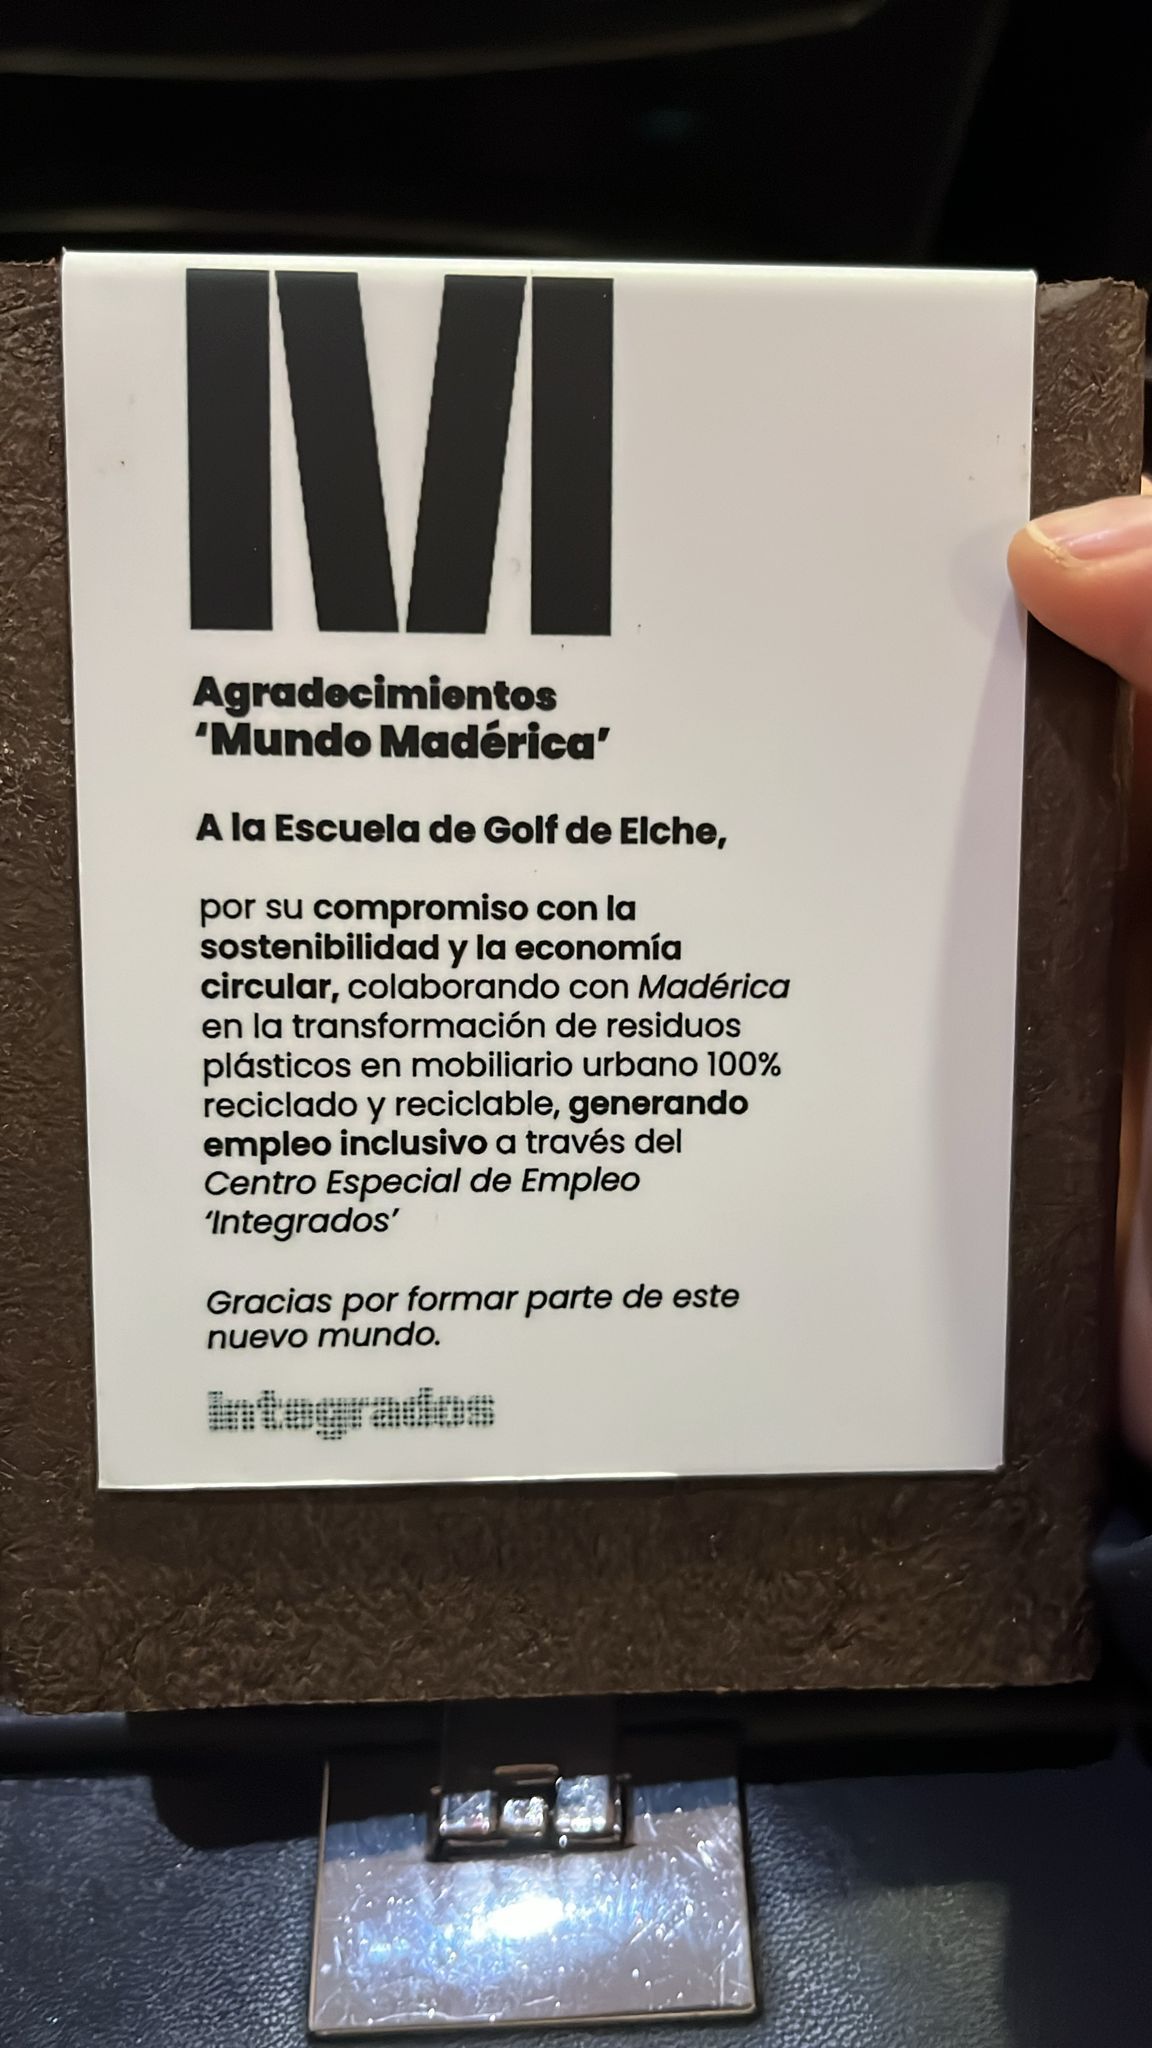 M
Agradecimientos
‘Mundo Madérica’
A la Escuela de Golf de Elche,
por su compromiso con la
sostenibilidad y la economía
circular, colaborando con Madérica
en la transformación de residuos
plásticos en mobiliario urbano 100%
reciclado y reciclable, generando
empleo inclusivo a través del
Centro Especial de Empleo
‘Integrados’
Gracias por formar parte de este
nuevo mundo.
Integrados